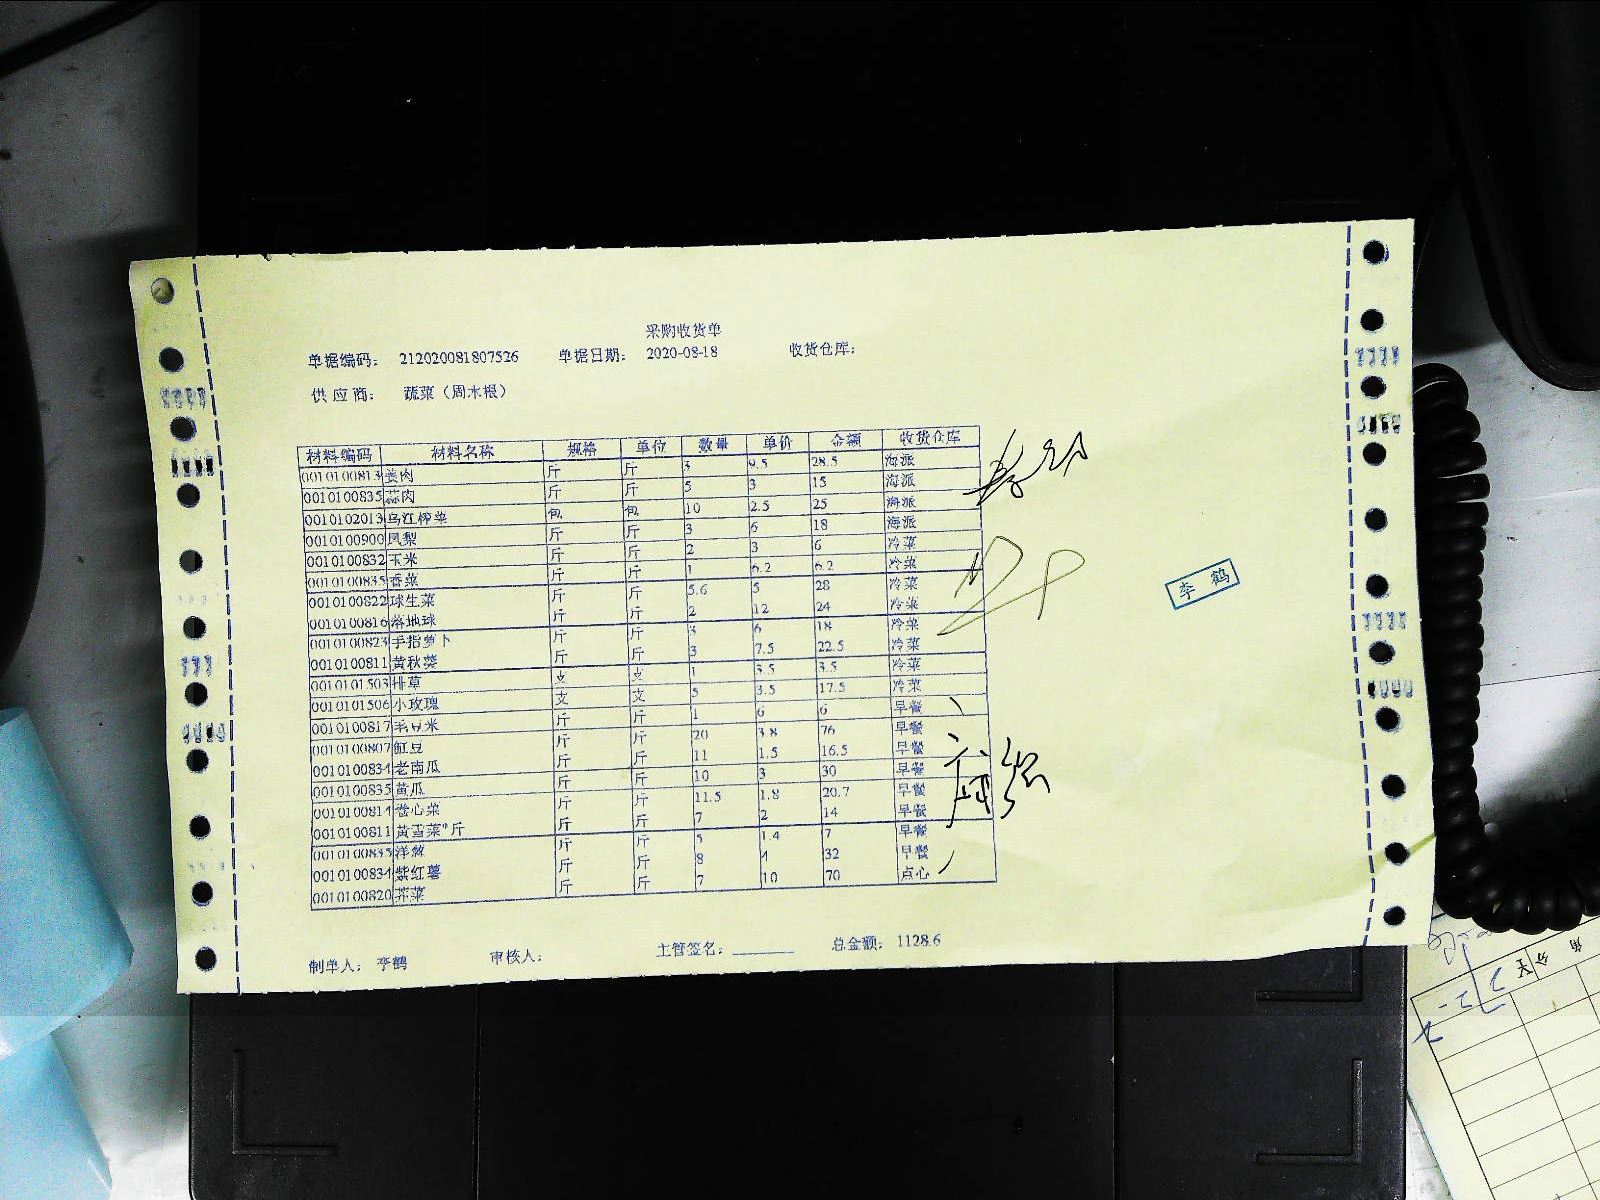 采购收货单
单据编码： 212020081807526 单据日期： 2020-08-18 收货仓库：
供应商： 蔬菜（周水根）
材料编码 材料名称 规格 单位 数量 单价 金额 收货仓库
0010100813 姜肉 斤 斤 3 9.5 28.5 海派
0010100835 蒜肉 斤 斤 5 3 15 海派
0010102013 乌江榨菜 包 包 10 2.5 25 海派
0010100900 凤梨 斤 斤 3 6 18 海派
0010100832 玉米 斤 斤 2 3 6 冷菜
0010100835 香菜 斤 斤 1 6.2 6.2 冷菜
0010100822 球生菜 斤 斤 5.6 5 28 冷菜
0010100816 落地球 斤 斤 2 12 24 冷菜
0010100823 手指萝卜 斤 斤 3 6 18 冷菜
0010100811 黄秋葵 斤 斤 3 7.5 22.5 冷菜
0010101503 排草 支 支 1 3.5 3.5 冷菜
0010101506 小玫瑰 支 支 5 3.5 17.5 冷菜
0010100817 毛豆米 斤 斤 1 6 6 早餐
0010100807 豇豆 斤 斤 20 3.8 76 早餐
0010100834 老南瓜 斤 斤 11 1.5 16.5 早餐
0010100835 黄瓜 斤 斤 10 3 30 早餐
0010100814 卷心菜 斤 斤 11.5 1.8 20.7 早餐
0010100811 黄雪菜"斤 斤 斤 7 2 14 早餐
0010100835 洋葱 斤 斤 5 1.4 7 早餐
0010100834 紫红薯 斤 斤 8 4 32 早餐
0010100820 荠菜 斤 斤 7 10 70 点心
李鹤
制单人： 李鹤 审核人： 主管签名： 总金额： 1128.6